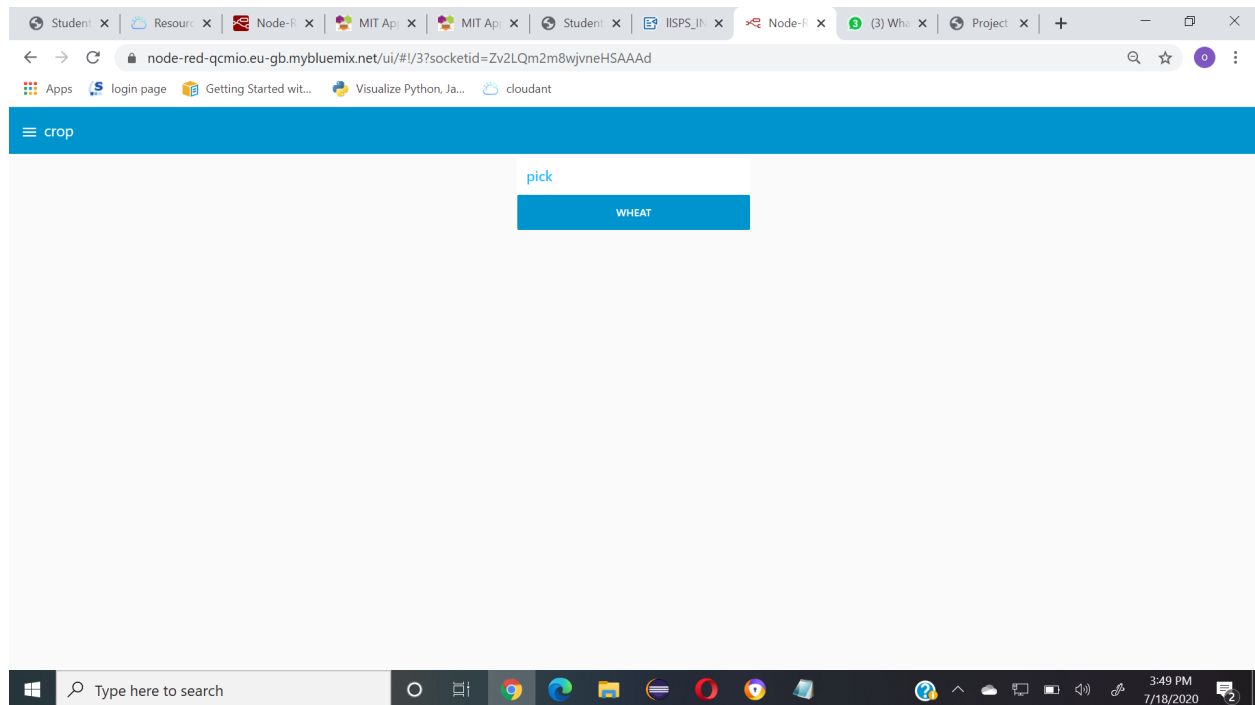 Student Resourc Node-R MIT Ap MIT Ap Student IISPS_IN Node-R 3 (3) Wha Project
node-red-qcmio.eu-gb.mybluemix.net/ui/#!/3?socketid=Zv2LQm2m8wjvneHSAAAd O
Apps login page Getting Started wit... Visualize Python, Ja... cloudant
crop
pick
WHEAT
Type here to search
3:49 PM
7/18/2020 2